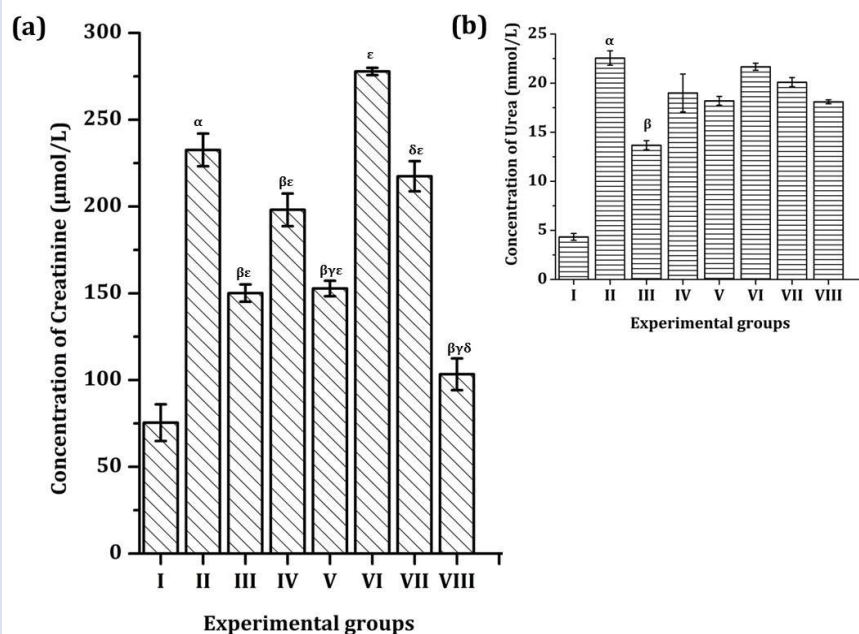 (a)
Concentration of Creatinine (µmol/L)
300
250
200
150
100
50
0
α
βε
βε
βγε
ε
δε
βγδ
I II III IV V VI VII VIII
Experimental groups
(b)
Concentration of Urea (mmol/L)
25
20
15
10
5
0
α
β
I II III IV V VI VII VIII
Experimental groups